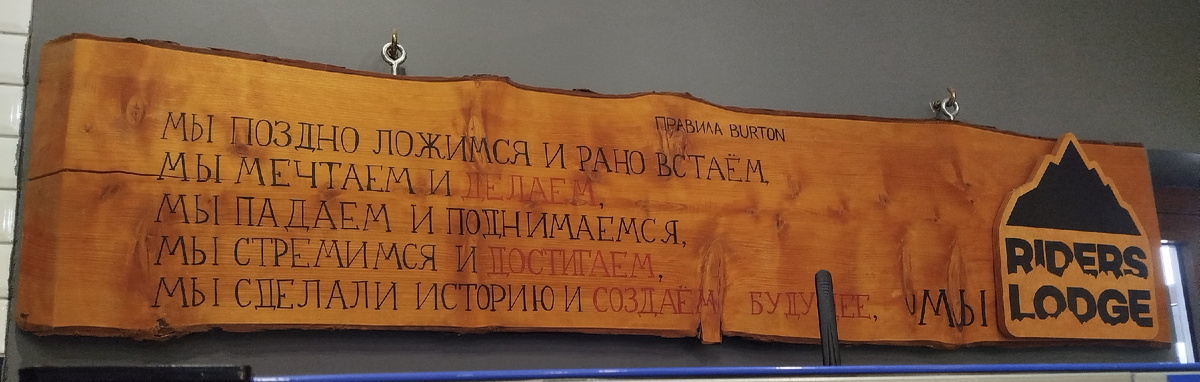 ПРАВИЛА BURTON
МЫ ПОЗДНО ЛОЖИМСЯ И РАНО ВСТАЁМ,
МЫ МЕЧТАЕМ И ДЕЛАЕМ,
МЫ ПАДАЕМ И ПОДНИМАЕМСЯ,
МЫ СТРЕМИМСЯ И ДОСТИГАЕМ,
МЫ СДЕЛАЛИ ИСТОРИЮ И СОЗДАЁМ ЕЕ, МЫ
RIDERS
LODGE